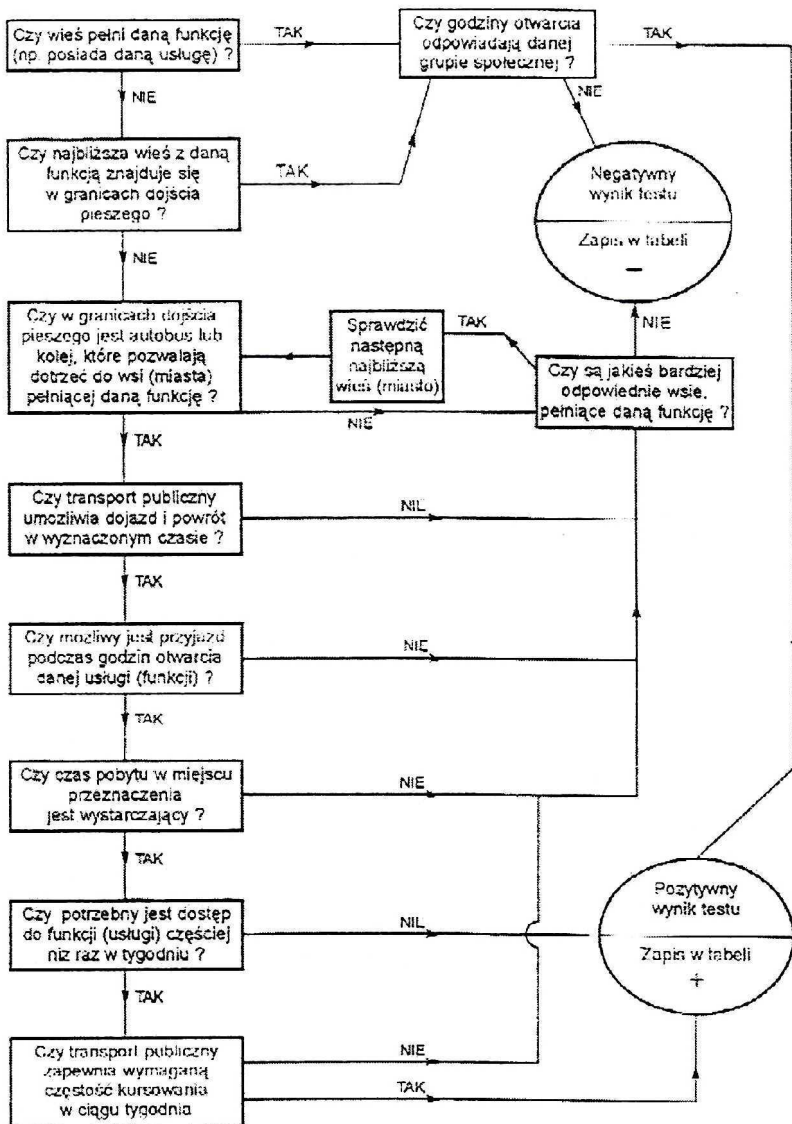 Czy wieś pełni daną funkcję
(np. posiada daną usługę) ?
TAK
Czy godziny otwarcia
odpowiadają danej
grupie społecznej ?
TAK
NIE
NIE
Czy najbliższa wieś z daną
funkcją znajduje się
w granicach dojścia
pieszego ?
TAK
Negatywny
wynik testu
Zapis w tabeli
–
NIE
Czy w granicach dojścia
pieszego jest autobus lub
kolej, które pozwalają
dotrzeć do wsi (miasta)
pełniącej daną funkcję ?
Sprawdzić
następną
najbliższą
wieś (miasto)
TAK
NIE
Czy są jakieś bardziej
odpowiednie wsie,
pełniące daną funkcję ?
NIE
TAK
Czy transport publiczny
umożliwia dojazd i powrót
w wyznaczonym czasie ?
NIE
TAK
Czy możliwy jest przyjazd
podczas godzin otwarcia
danej usługi (funkcji) ?
NIE
TAK
Czy czas pobytu w miejscu
przeznaczenia
jest wystarczający ?
NIE
TAK
Czy potrzebny jest dostęp
do funkcji (usługi) częściej
niż raz w tygodniu ?
NIE
Pozytywny
wynik testu
Zapis w tabeli
+
TAK
Czy transport publiczny
zapewnia wymaganą
częstość kursowania
w ciągu tygodnia
NIE
TAK